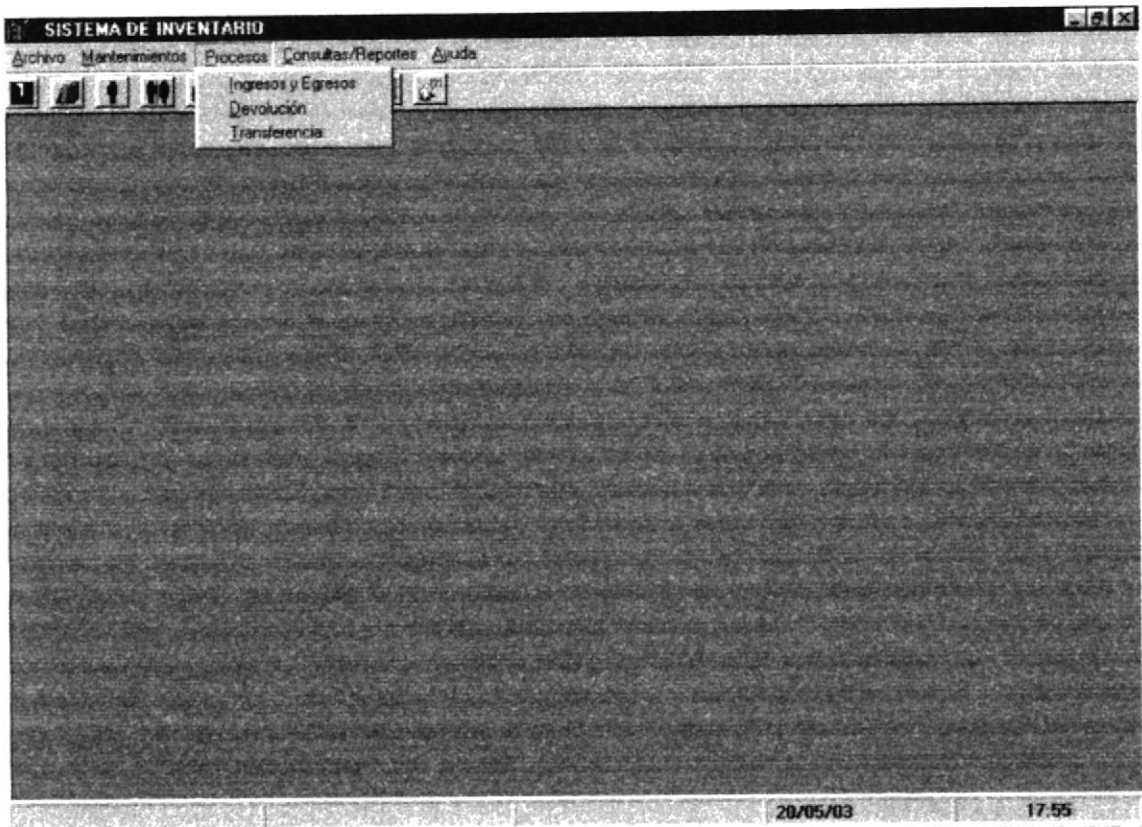 SISTEMA DE INVENTARIO
Archivo Mantenimientos Procesos Consultas/Reportes Ayuda
Ingresos y Egresos
Devolución
Transferencia
20/05/03 17:55